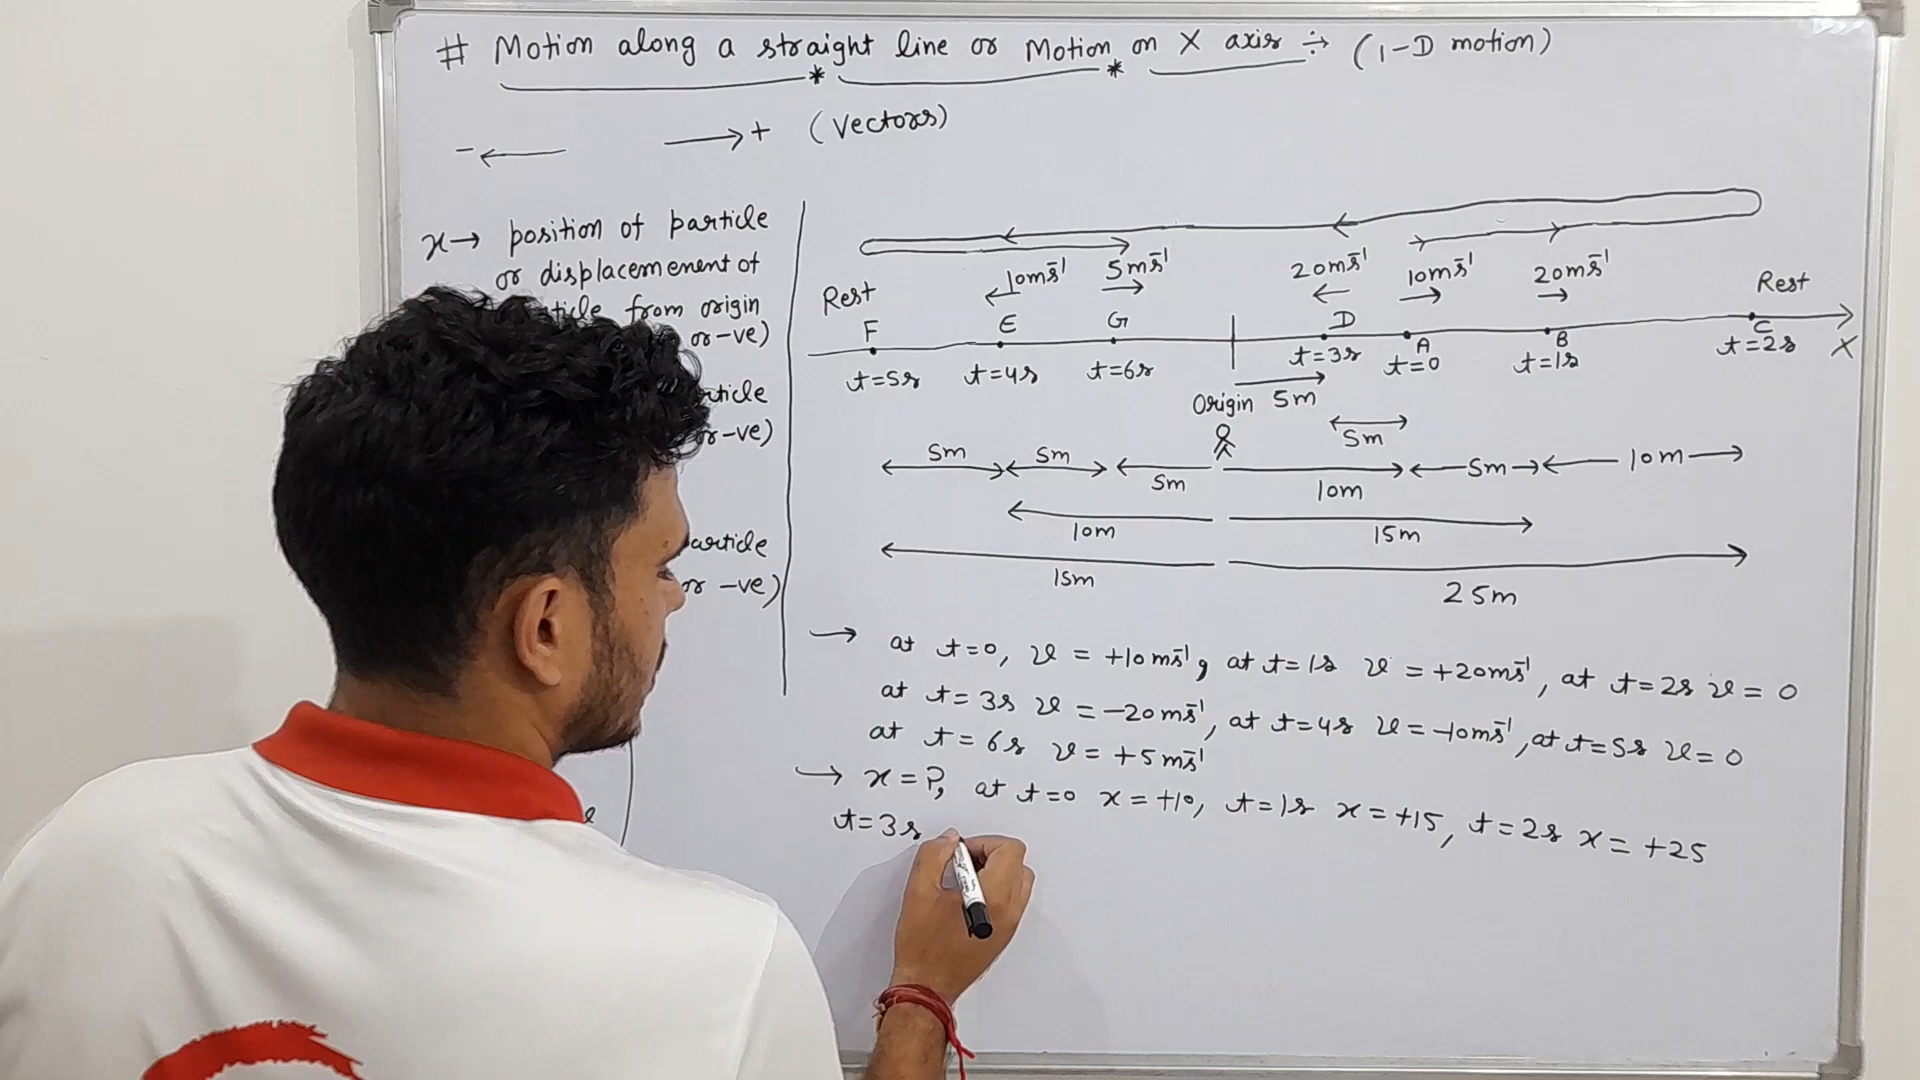 # Motion along a straight line or Motion on X axis ÷ (1-D motion)
- ← → + (Vectors)
x → position of particle
or displacemenent of
from origin
or -ve)
-ve)
particle
or -ve)
Rest
10ms⁻¹
5ms⁻¹
20ms⁻¹
10ms⁻¹
20ms⁻¹
Rest
F
E
G
D
A
B
C
X
t=5s
t=4s
t=6s
t=3s
t=0
t=1s
t=2s
Origin
5m
5m
5m
5m
5m
10m
5m
10m
10m
15m
15m
25m
→ at t=0, v = +10ms⁻¹, at t=1s v = +20ms⁻¹, at t=2s v = 0
at t=3s v = -20ms⁻¹, at t=4s v = -10ms⁻¹, at t=5s v = 0
at t=6s v = +5ms⁻¹
→ x=?, at t=0 x=+10, t=1s x=+15, t=2s x=+25
t=3s